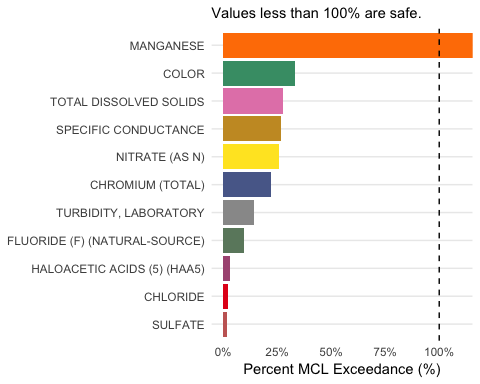 Values less than 100% are safe.
MANGANESE
COLOR
TOTAL DISSOLVED SOLIDS
SPECIFIC CONDUCTANCE
NITRATE (AS N)
CHROMIUM (TOTAL)
TURBIDITY, LABORATORY
FLUORIDE (F) (NATURAL-SOURCE)
HALOACETIC ACIDS (5) (HAA5)
CHLORIDE
SULFATE
0% 25% 50% 75% 100%
Percent MCL Exceedance (%)